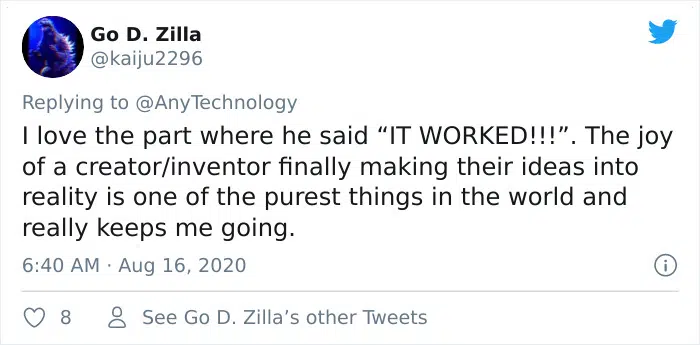 Go D. Zilla
@kaiju2296
Replying to @AnyTechnology
I love the part where he said “IT WORKED!!!”. The joy
of a creator/inventor finally making their ideas into
reality is one of the purest things in the world and
really keeps me going.
6:40 AM · Aug 16, 2020
8 See Go D. Zilla’s other Tweets